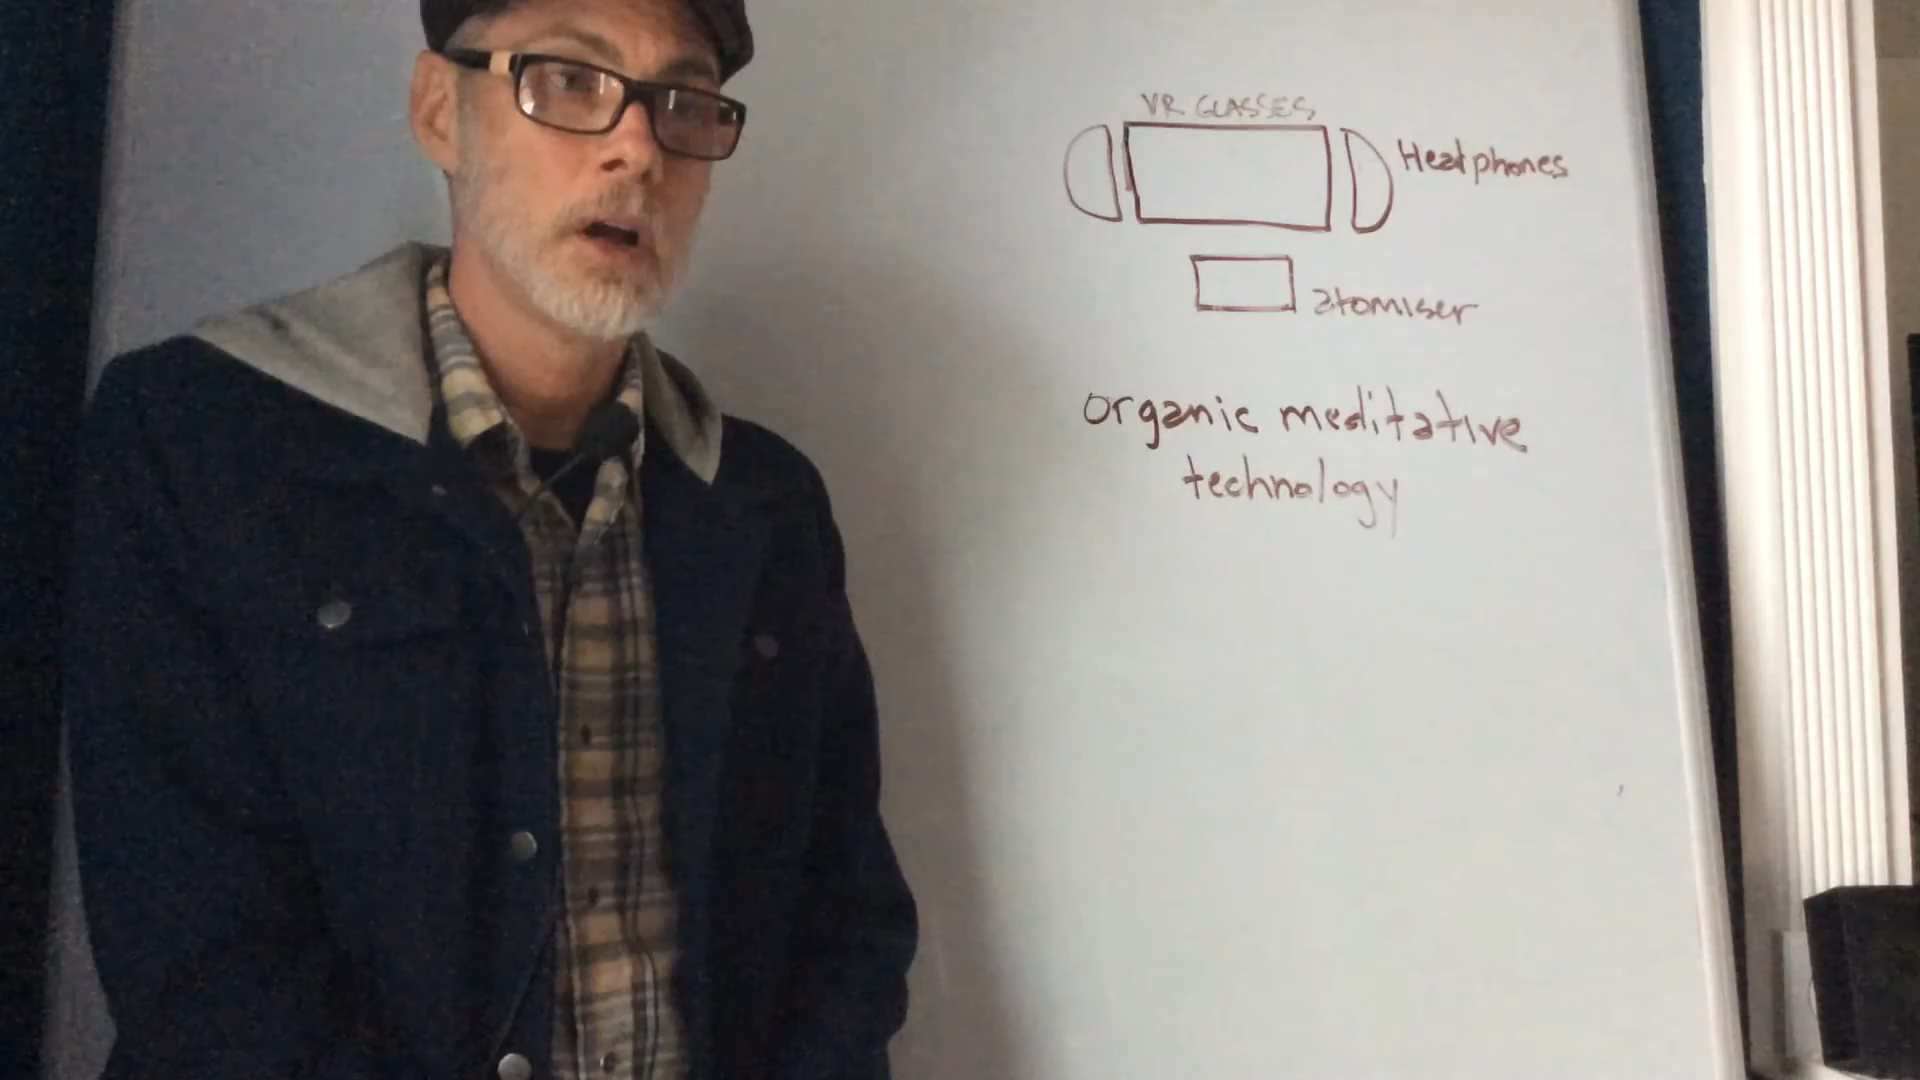 VR GLASSES
Headphones
atomiser
organic meditative
technology